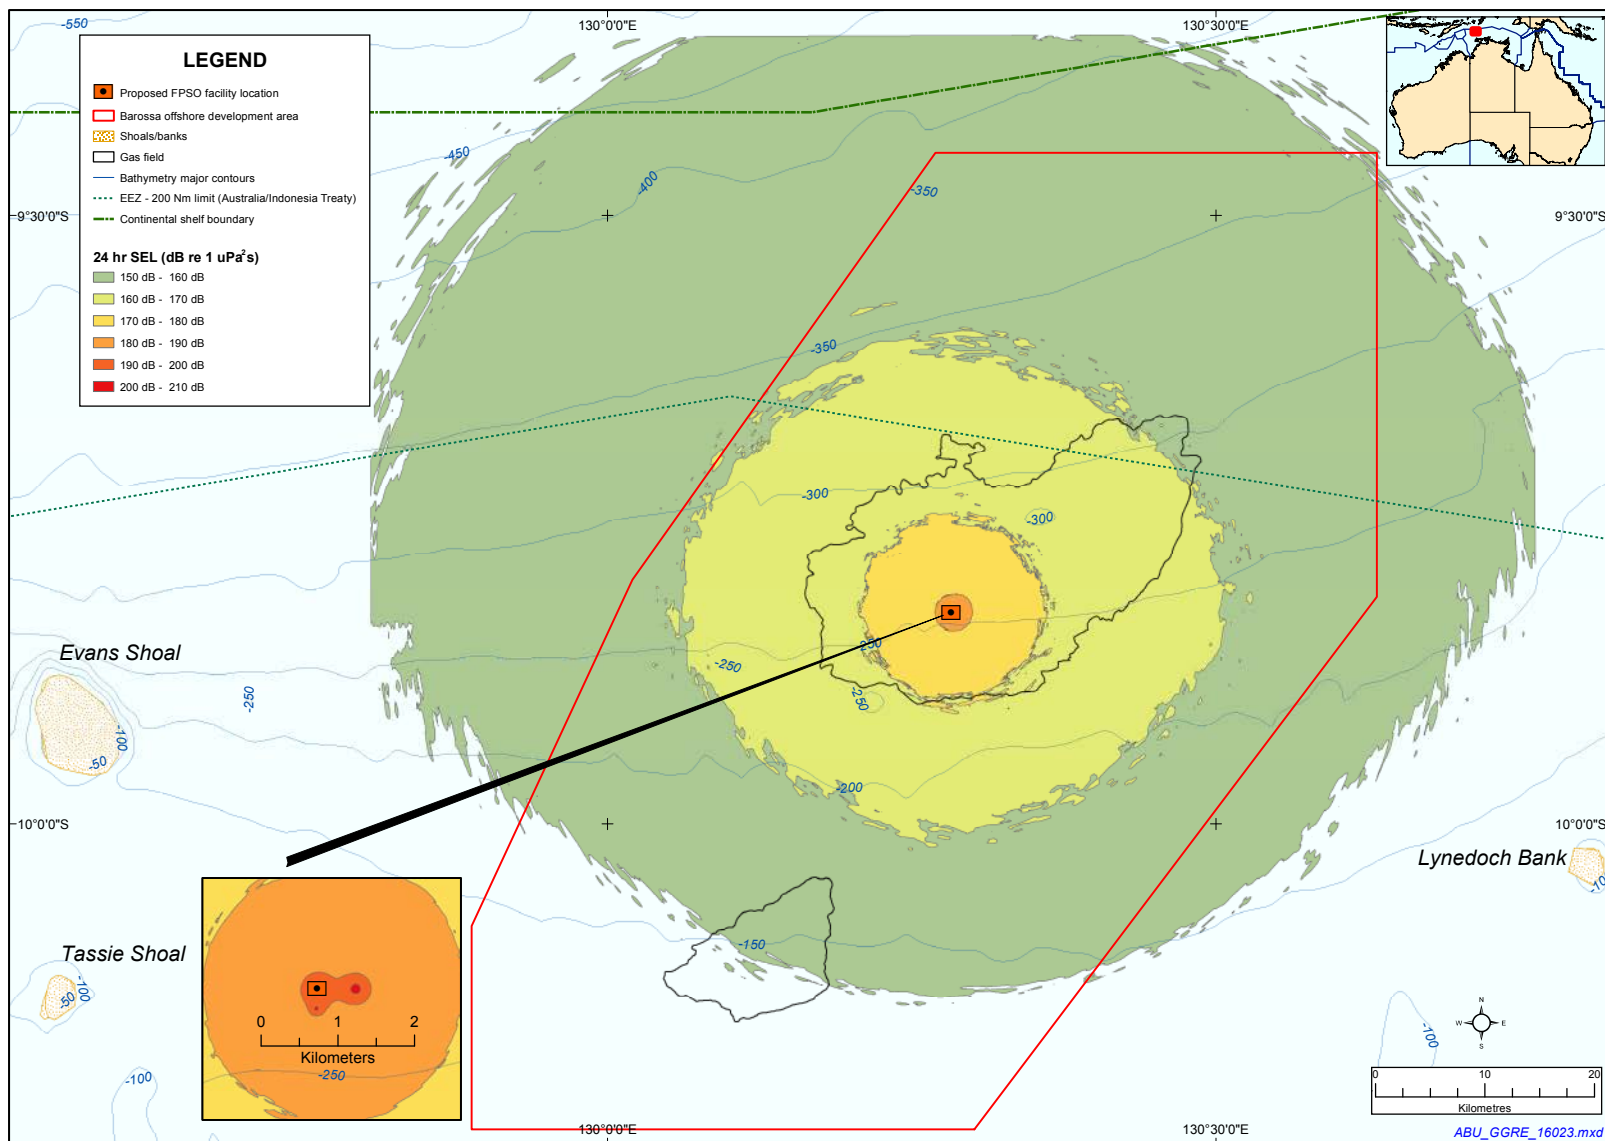 -550
130°0'0"E
130°30'0"E
LEGEND
Proposed FPSO facility location
Barossa offshore development area
Shoals/banks
Gas field
Bathymetry major contours
EEZ - 200 Nm limit (Australia/Indonesia Treaty)
Continental shelf boundary
24 hr SEL (dB re 1 uPa²s)
150 dB - 160 dB
160 dB - 170 dB
170 dB - 180 dB
180 dB - 190 dB
190 dB - 200 dB
200 dB - 210 dB
-450
-400
-350
9°30'0"S
9°30'0"S
-350
-300
-300
-250
-250
-250
-200
Evans Shoal
-250
-100
-50
10°0'0"S
10°0'0"S
Lynedoch Bank
-10
Tassie Shoal
-100
-50
-150
0 1 2
Kilometers
-250
-100
N
W E
S
-100
0 10 20
Kilometres
130°0'0"E
130°30'0"E
ABU_GGRE_16023.mxd